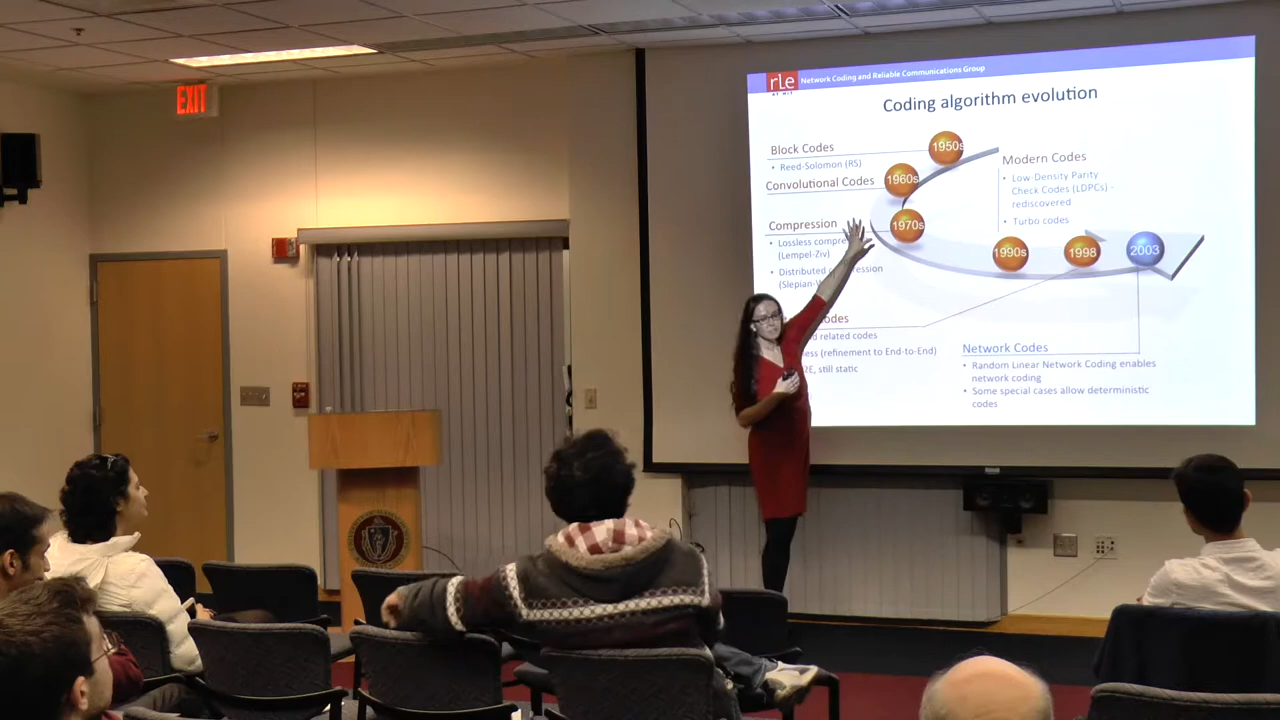 EXIT
rLe
AT MIT
Network Coding and Reliable Communications Group
Coding algorithm evolution
Block Codes
• Reed-Solomon (RS)
Convolutional Codes
Compression
• Lossless
(Lempel-Ziv)
• Distributed
1950s
1960s
1970s
1990s
1998
2003
Modern Codes
• Low-Density Parity
Check Codes (LDPCs) -
rediscovered
• Turbo codes
related codes
(refinement to End-to-End)
still static
Network Codes
• Random Linear Network Coding enables
network coding
• Some special cases allow deterministic
codes